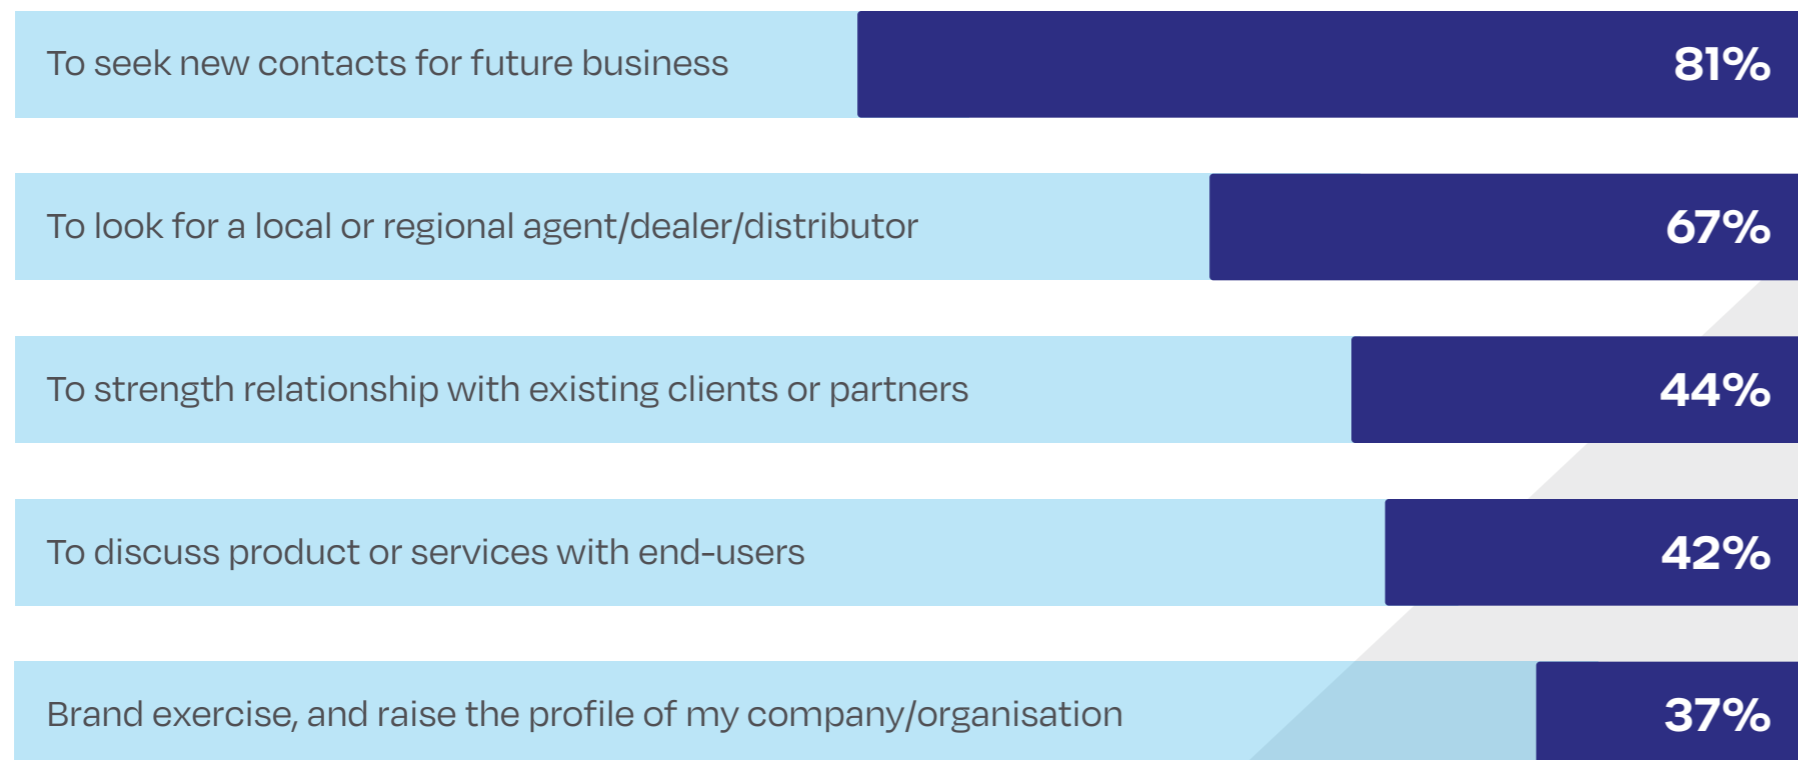 To seek new contacts for future business 81%
To look for a local or regional agent/dealer/distributor 67%
To strength relationship with existing clients or partners 44%
To discuss product or services with end-users 42%
Brand exercise, and raise the profile of my company/organisation 37%